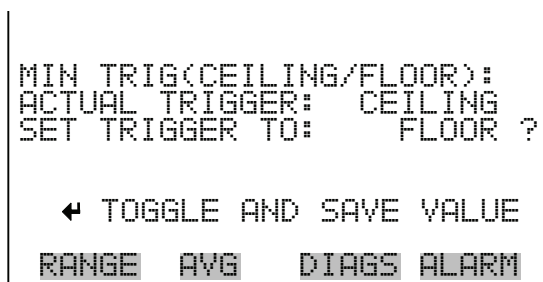 MIN TRIG(CEILING/FLOOR):
ACTUAL TRIGGER: CEILING
SET TRIGGER TO: FLOOR ?
↵ TOGGLE AND SAVE VALUE
RANGE AVG DIAGS ALARM